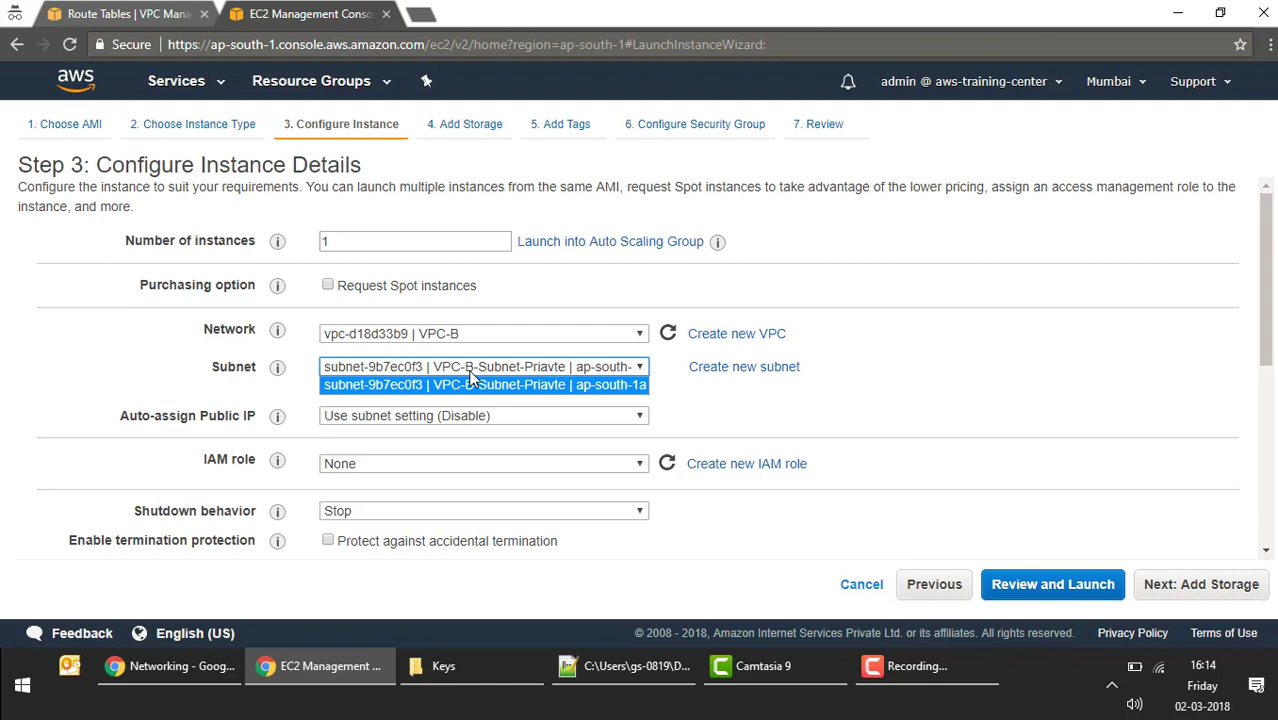 Route Tables | VPC Mana
EC2 Management Conso
Secure
https://ap-south-1.console.aws.amazon.com/ec2/v2/home?region=ap-south-1#LaunchInstanceWizard:
aws
Services
Resource Groups
admin @ aws-training-center
Mumbai
Support
1. Choose AMI
2. Choose Instance Type
3. Configure Instance
4. Add Storage
5. Add Tags
6. Configure Security Group
7. Review
Step 3: Configure Instance Details
Configure the instance to suit your requirements. You can launch multiple instances from the same AMI, request Spot instances to take advantage of the lower pricing, assign an access management role to the
instance, and more.
Number of instances
1
Launch into Auto Scaling Group
Purchasing option
Request Spot instances
Network
vpc-d18d33b9 | VPC-B
Create new VPC
Subnet
subnet-9b7ec0f3 | VPC-B-Subnet-Priavte | ap-south-
Create new subnet
subnet-9b7ec0f3 | VPC-B-Subnet-Priavte | ap-south-1a
Auto-assign Public IP
Use subnet setting (Disable)
IAM role
None
Create new IAM role
Shutdown behavior
Stop
Enable termination protection
Protect against accidental termination
Cancel
Previous
Review and Launch
Next: Add Storage
Feedback
English (US)
© 2008 - 2018, Amazon Internet Services Private Ltd. or its affiliates. All rights reserved.
Privacy Policy
Terms of Use
Networking - Goog...
EC2 Management ...
Keys
C:\Users\gs-0819\D...
Camtasia 9
Recording...
16:14
Friday
02-03-2018